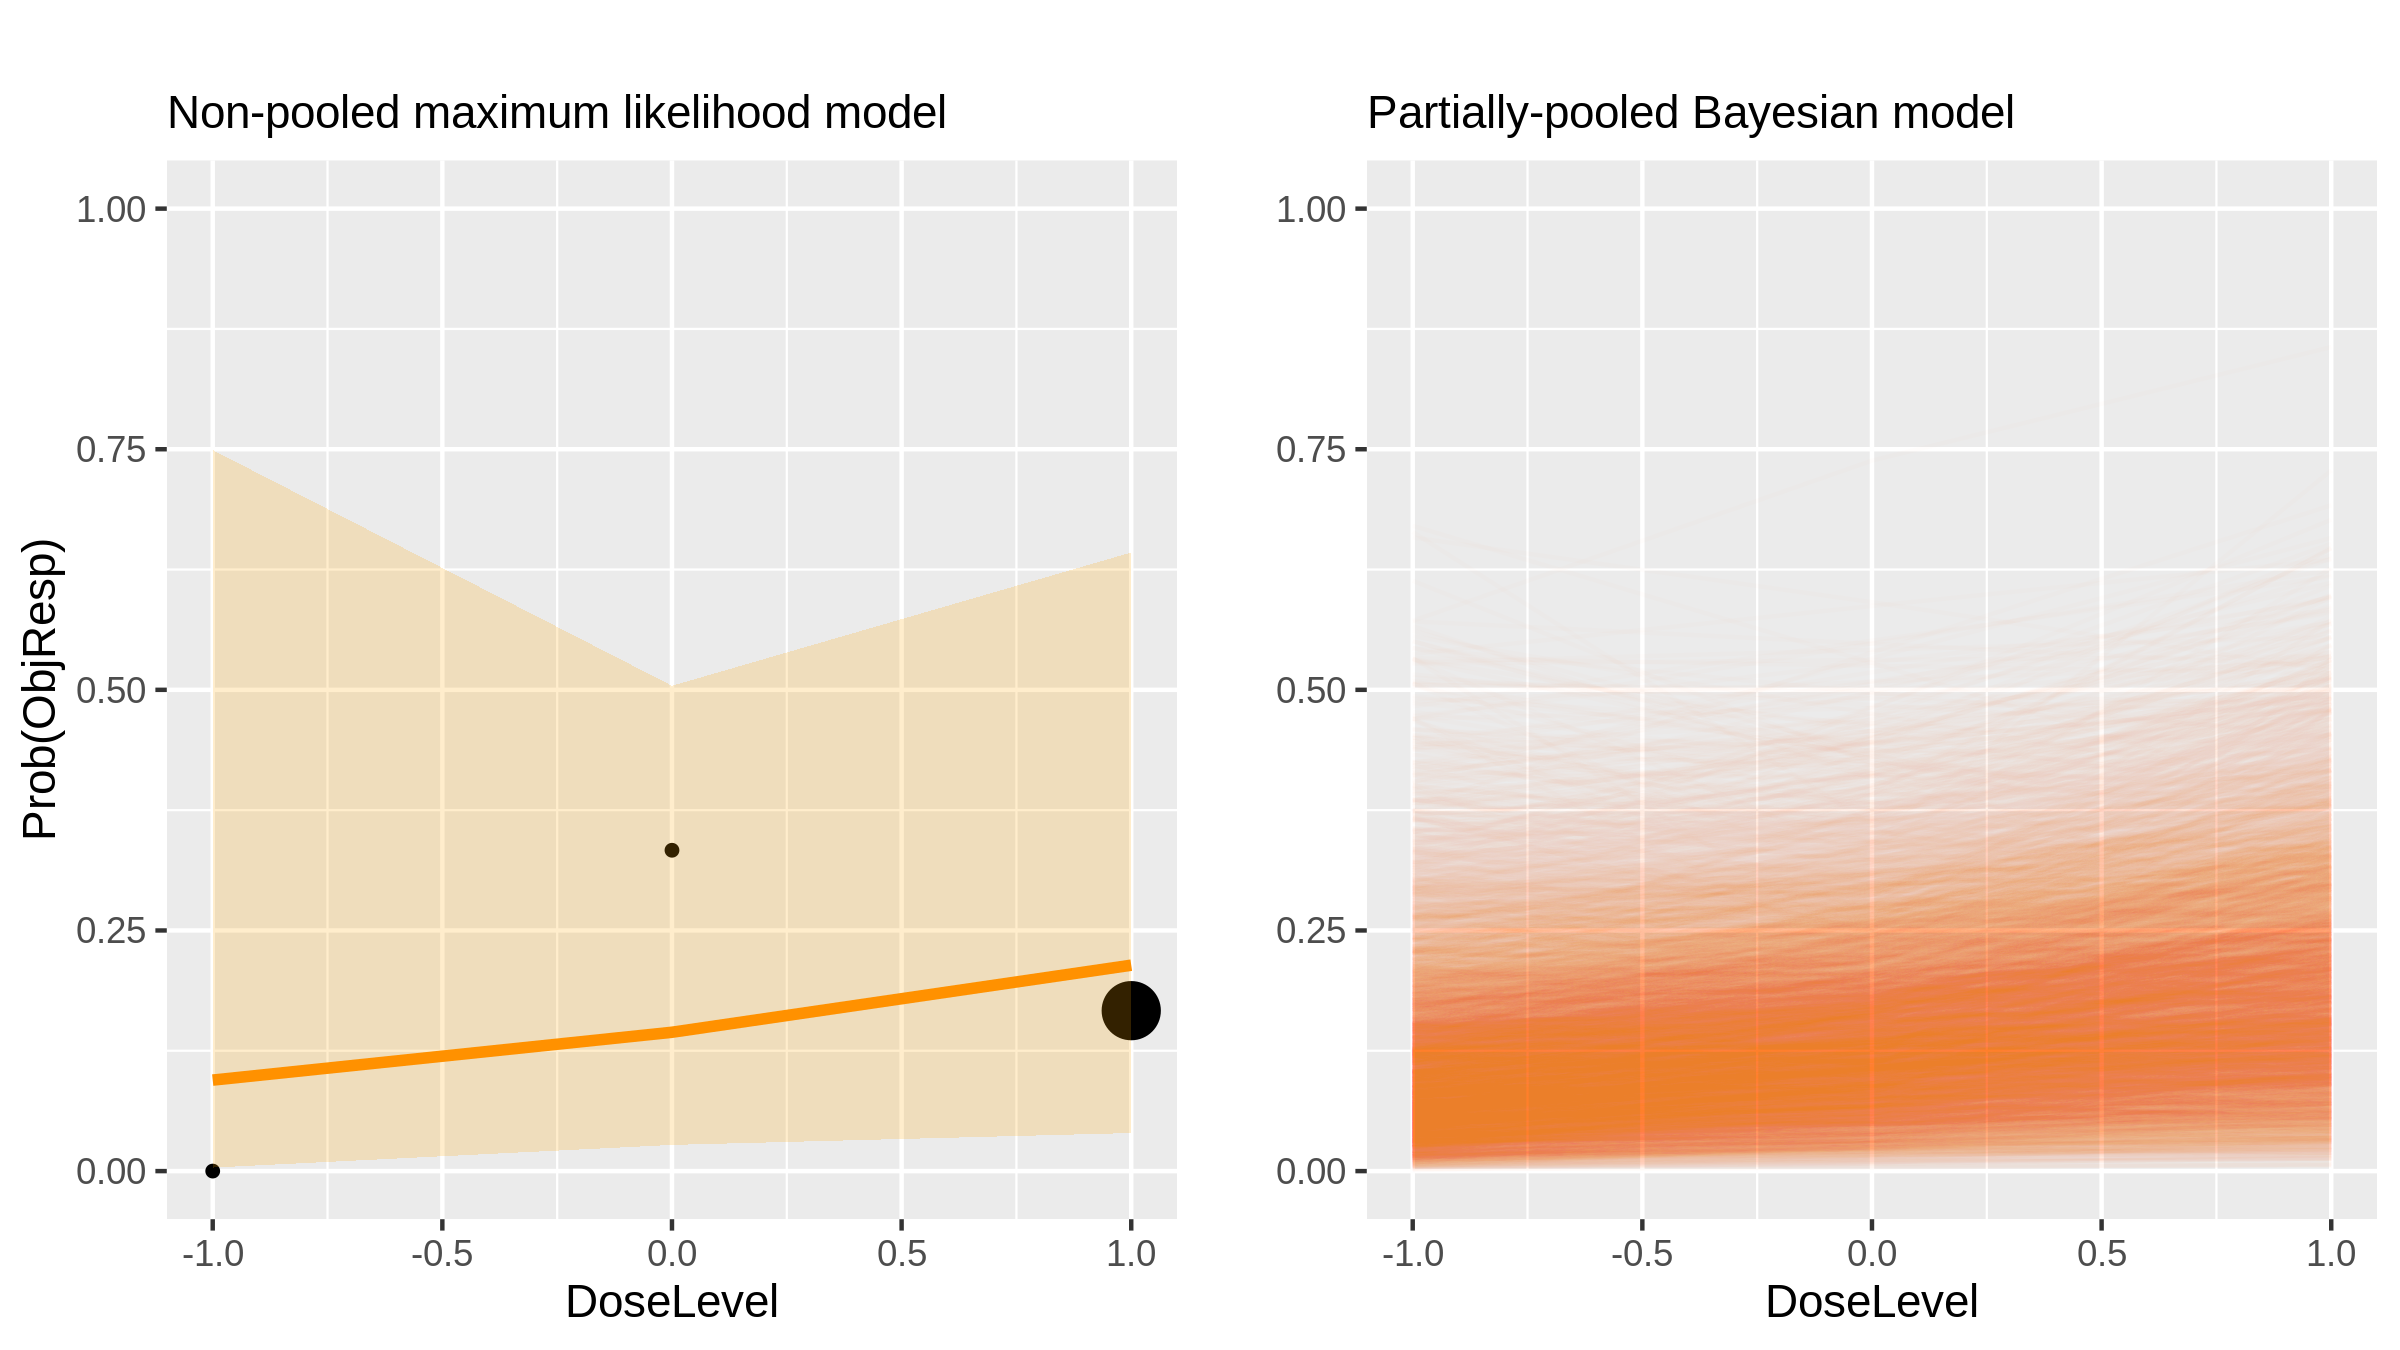 Non-pooled maximum likelihood model
Prob(ObjResp)
1.00
0.75
0.50
0.25
0.00
-1.0 -0.5 0.0 0.5 1.0
DoseLevel
Partially-pooled Bayesian model
1.00
0.75
0.50
0.25
0.00
-1.0 -0.5 0.0 0.5 1.0
DoseLevel